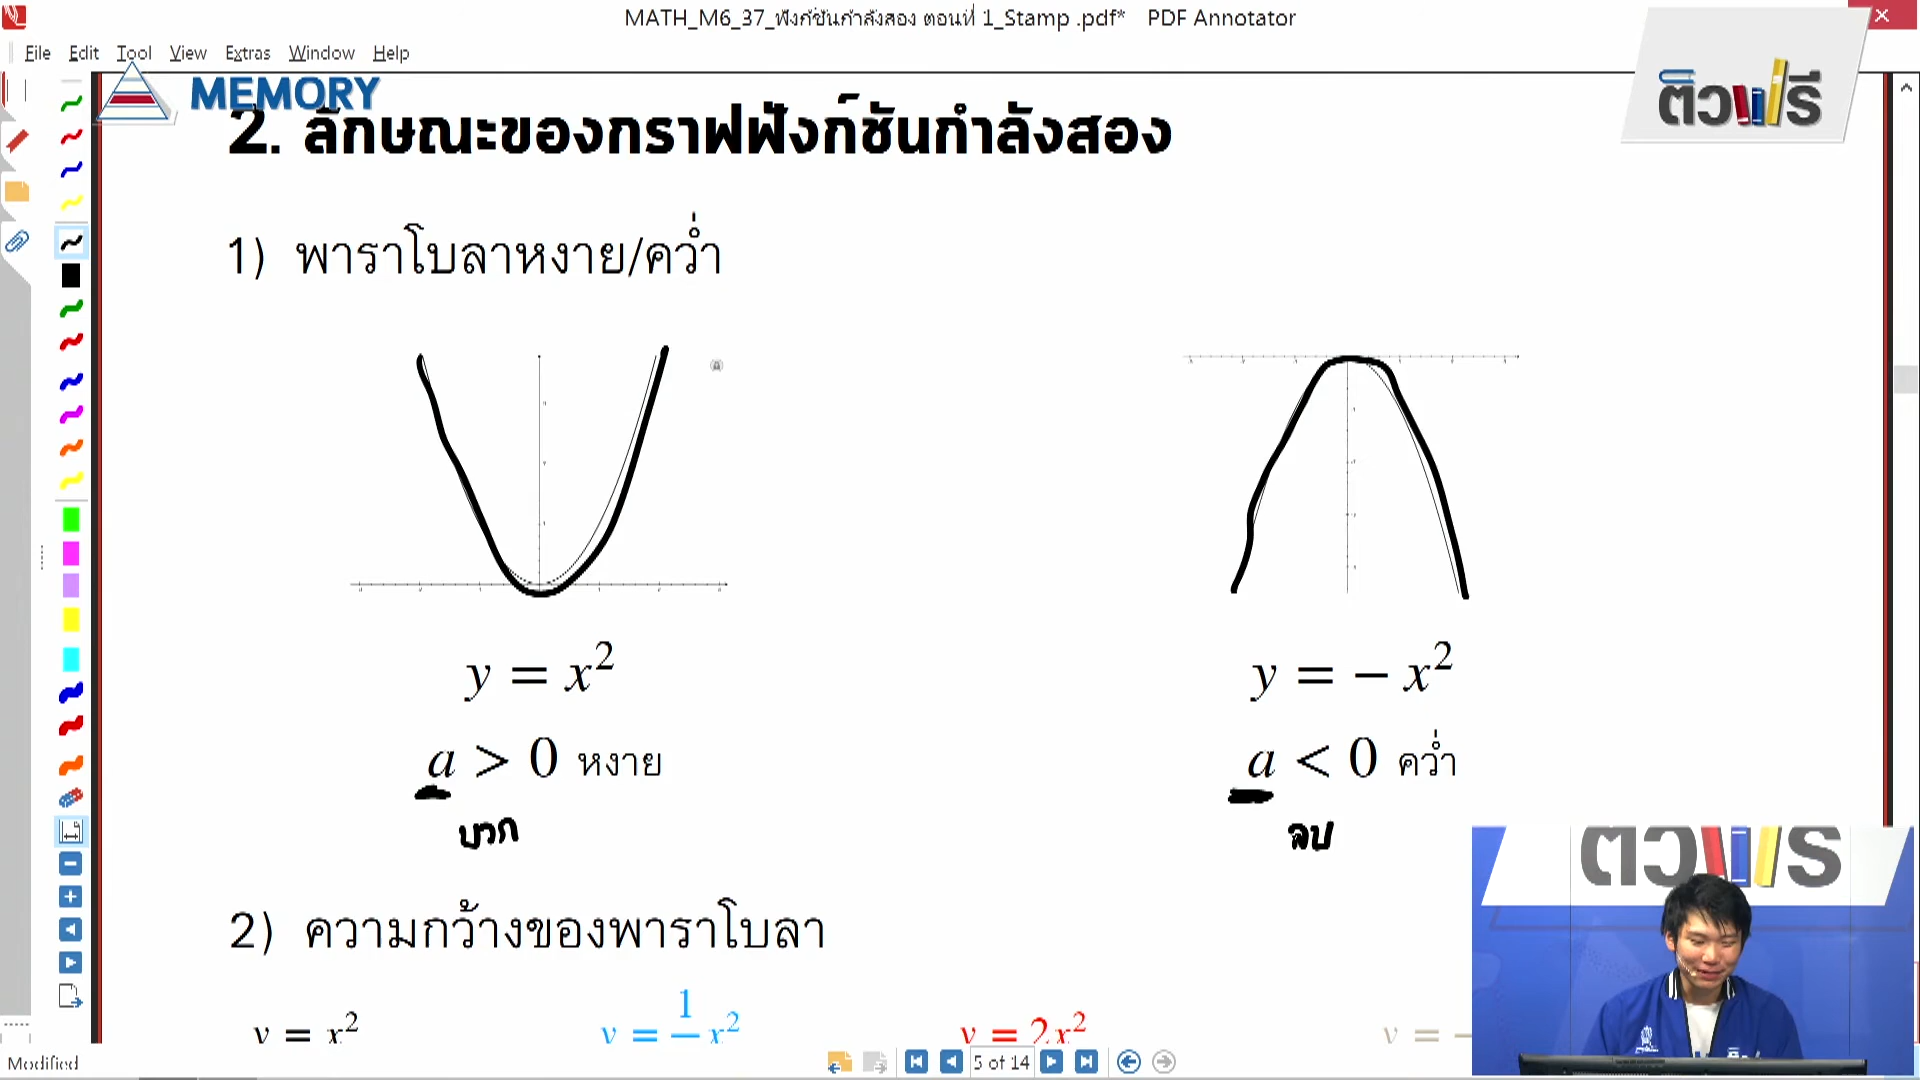 MATH_M6_37_ฟังก์ชันกำลังสอง ตอนที่ 1_Stamp .pdf* PDF Annotator
File Edit Tool View Extras Window Help
MEMORY
ติวฟรี
2. ลักษณะของกราฟฟังก์ชันกำลังสอง
1) พาราโบลาหงาย/คว่ำ
y = x²
y = − x²
a > 0 หงาย
a < 0 คว่ำ
บวก
ลบ
2) ความกว้างของพาราโบลา
y = x²
y = 2x²
ติวฟรี
Modified
5 of 14